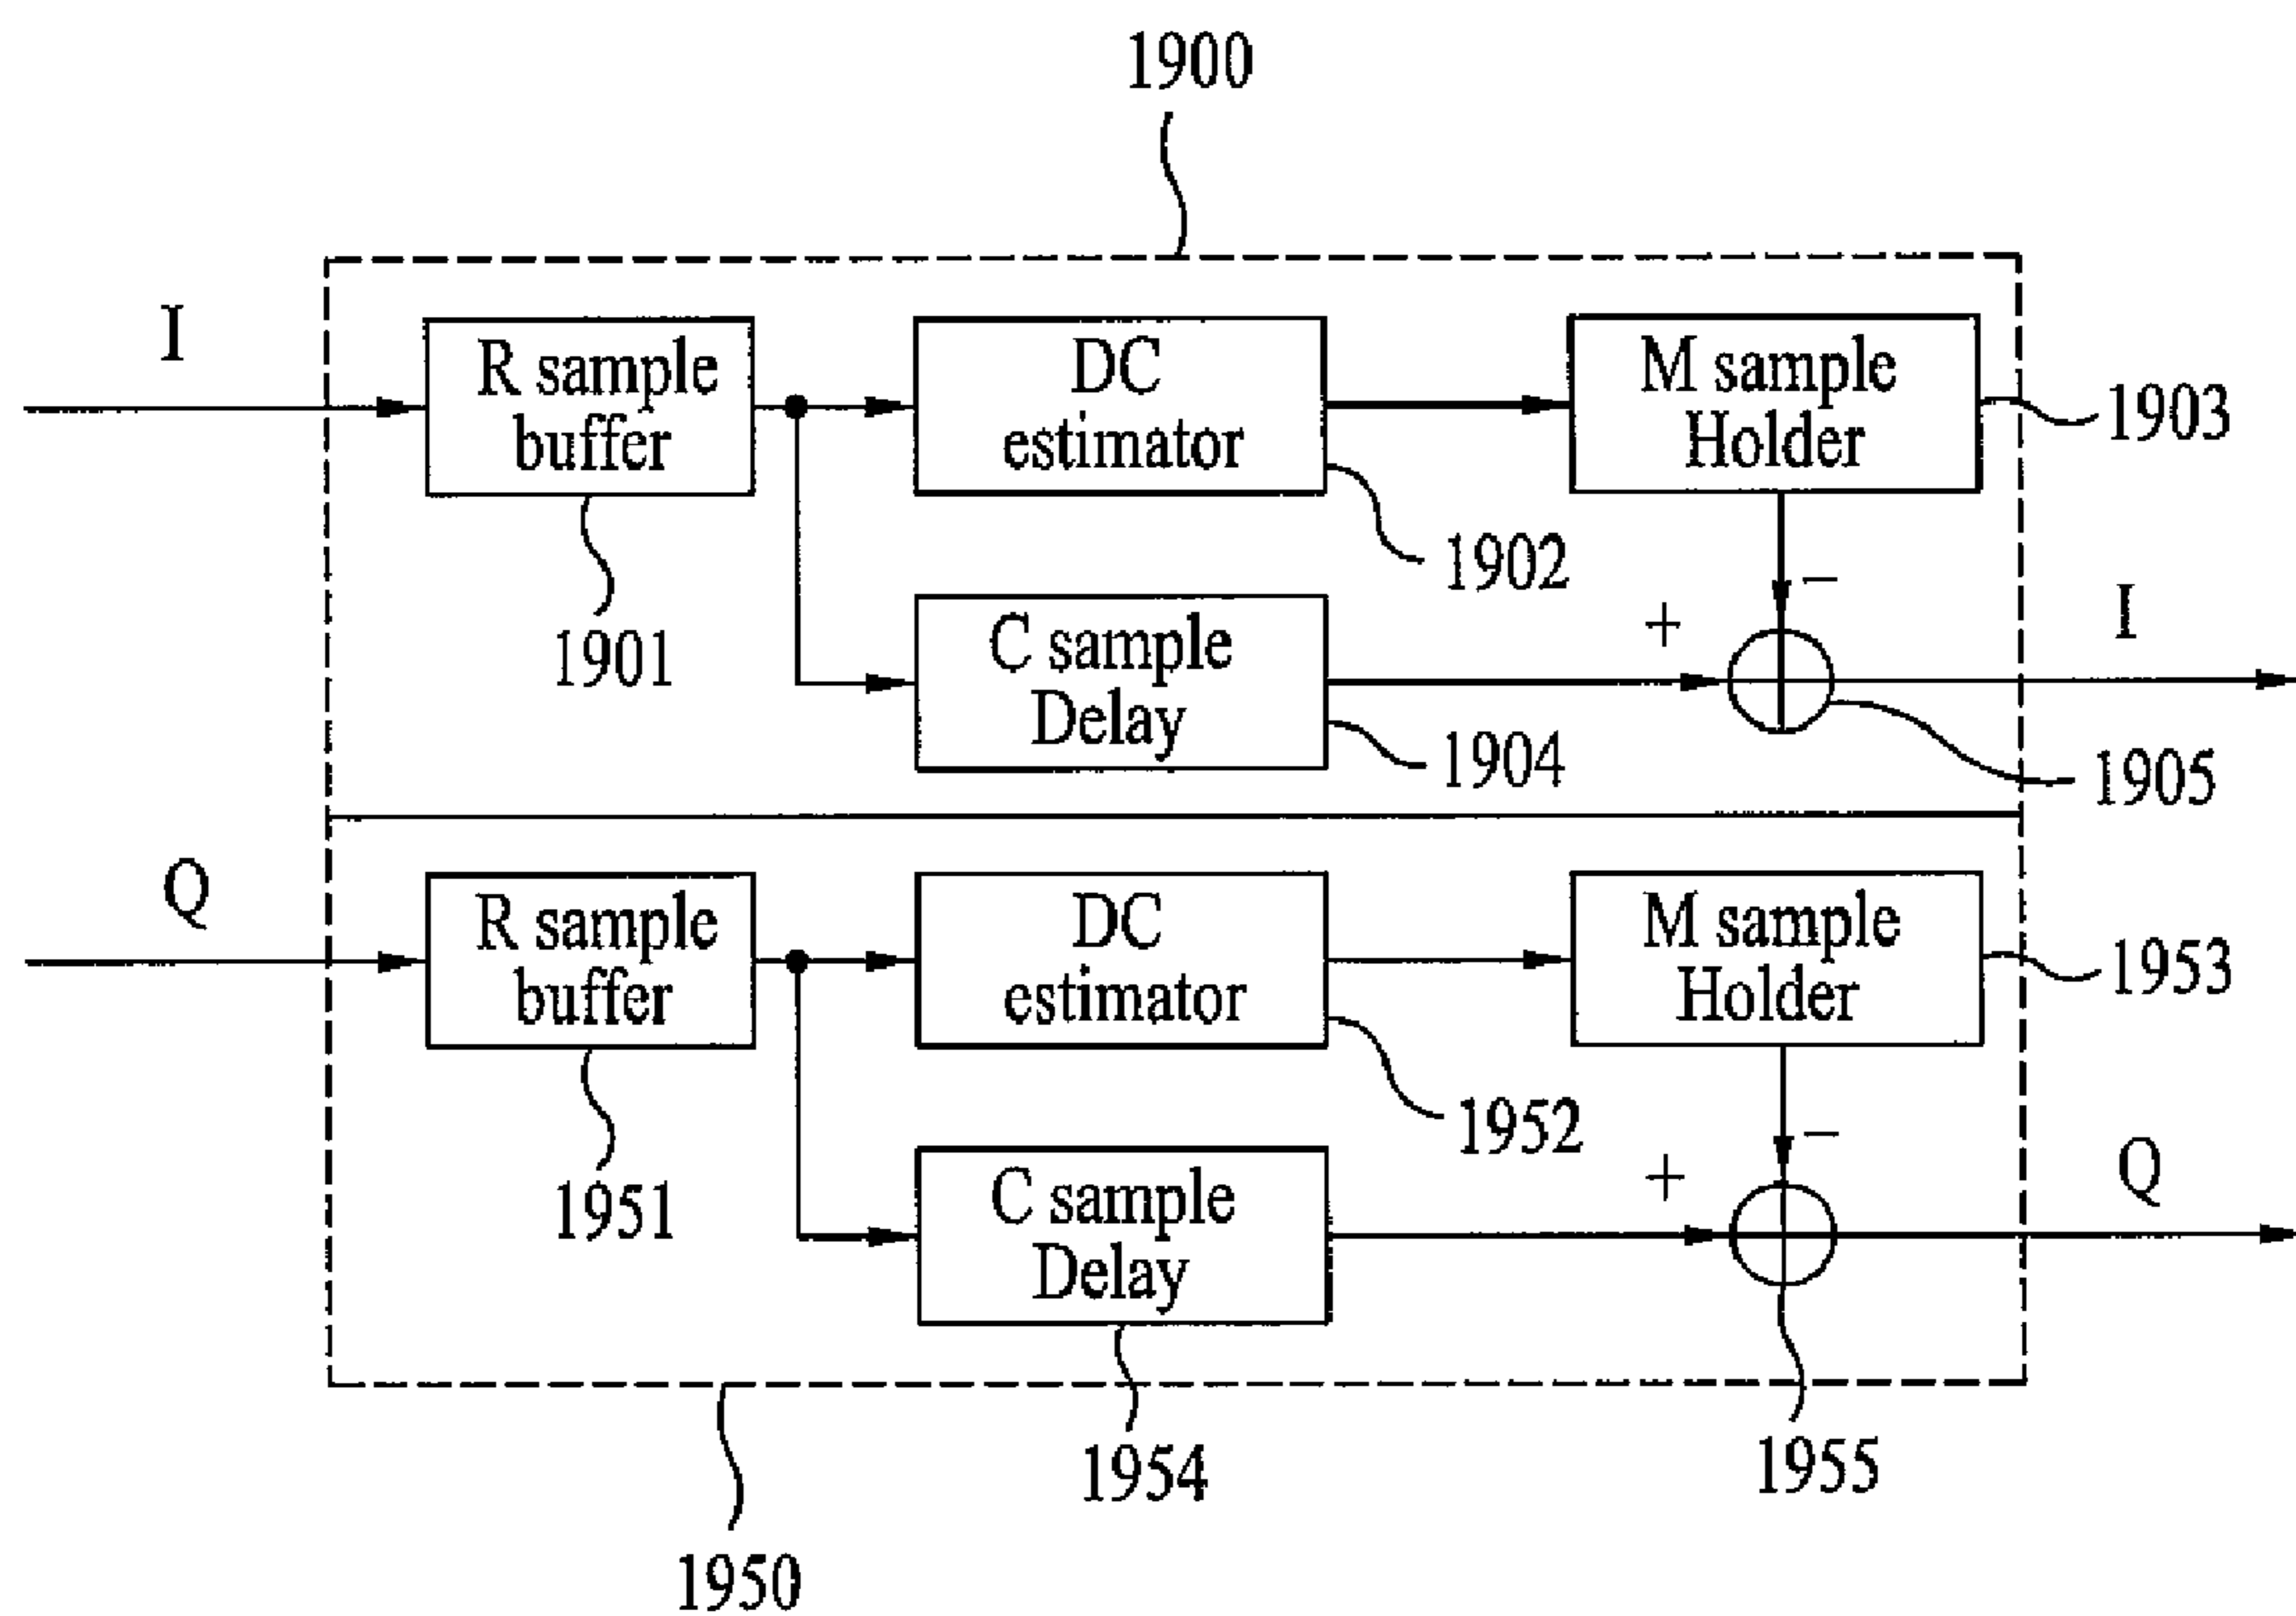 1900
I
R sample
buffer
DC
estimator
M sample
Holder
1903
1901
1902
C sample
Delay
−
+
I
1904
1905
Q
R sample
buffer
DC
estimator
M sample
Holder
1953
1951
1952
C sample
Delay
−
+
Q
1954
1955
1950